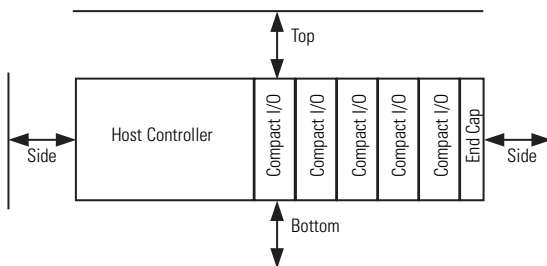 Top
Host Controller
Compact I/O
Compact I/O
Compact I/O
Compact I/O
Compact I/O
End Cap
Side
Side
Bottom